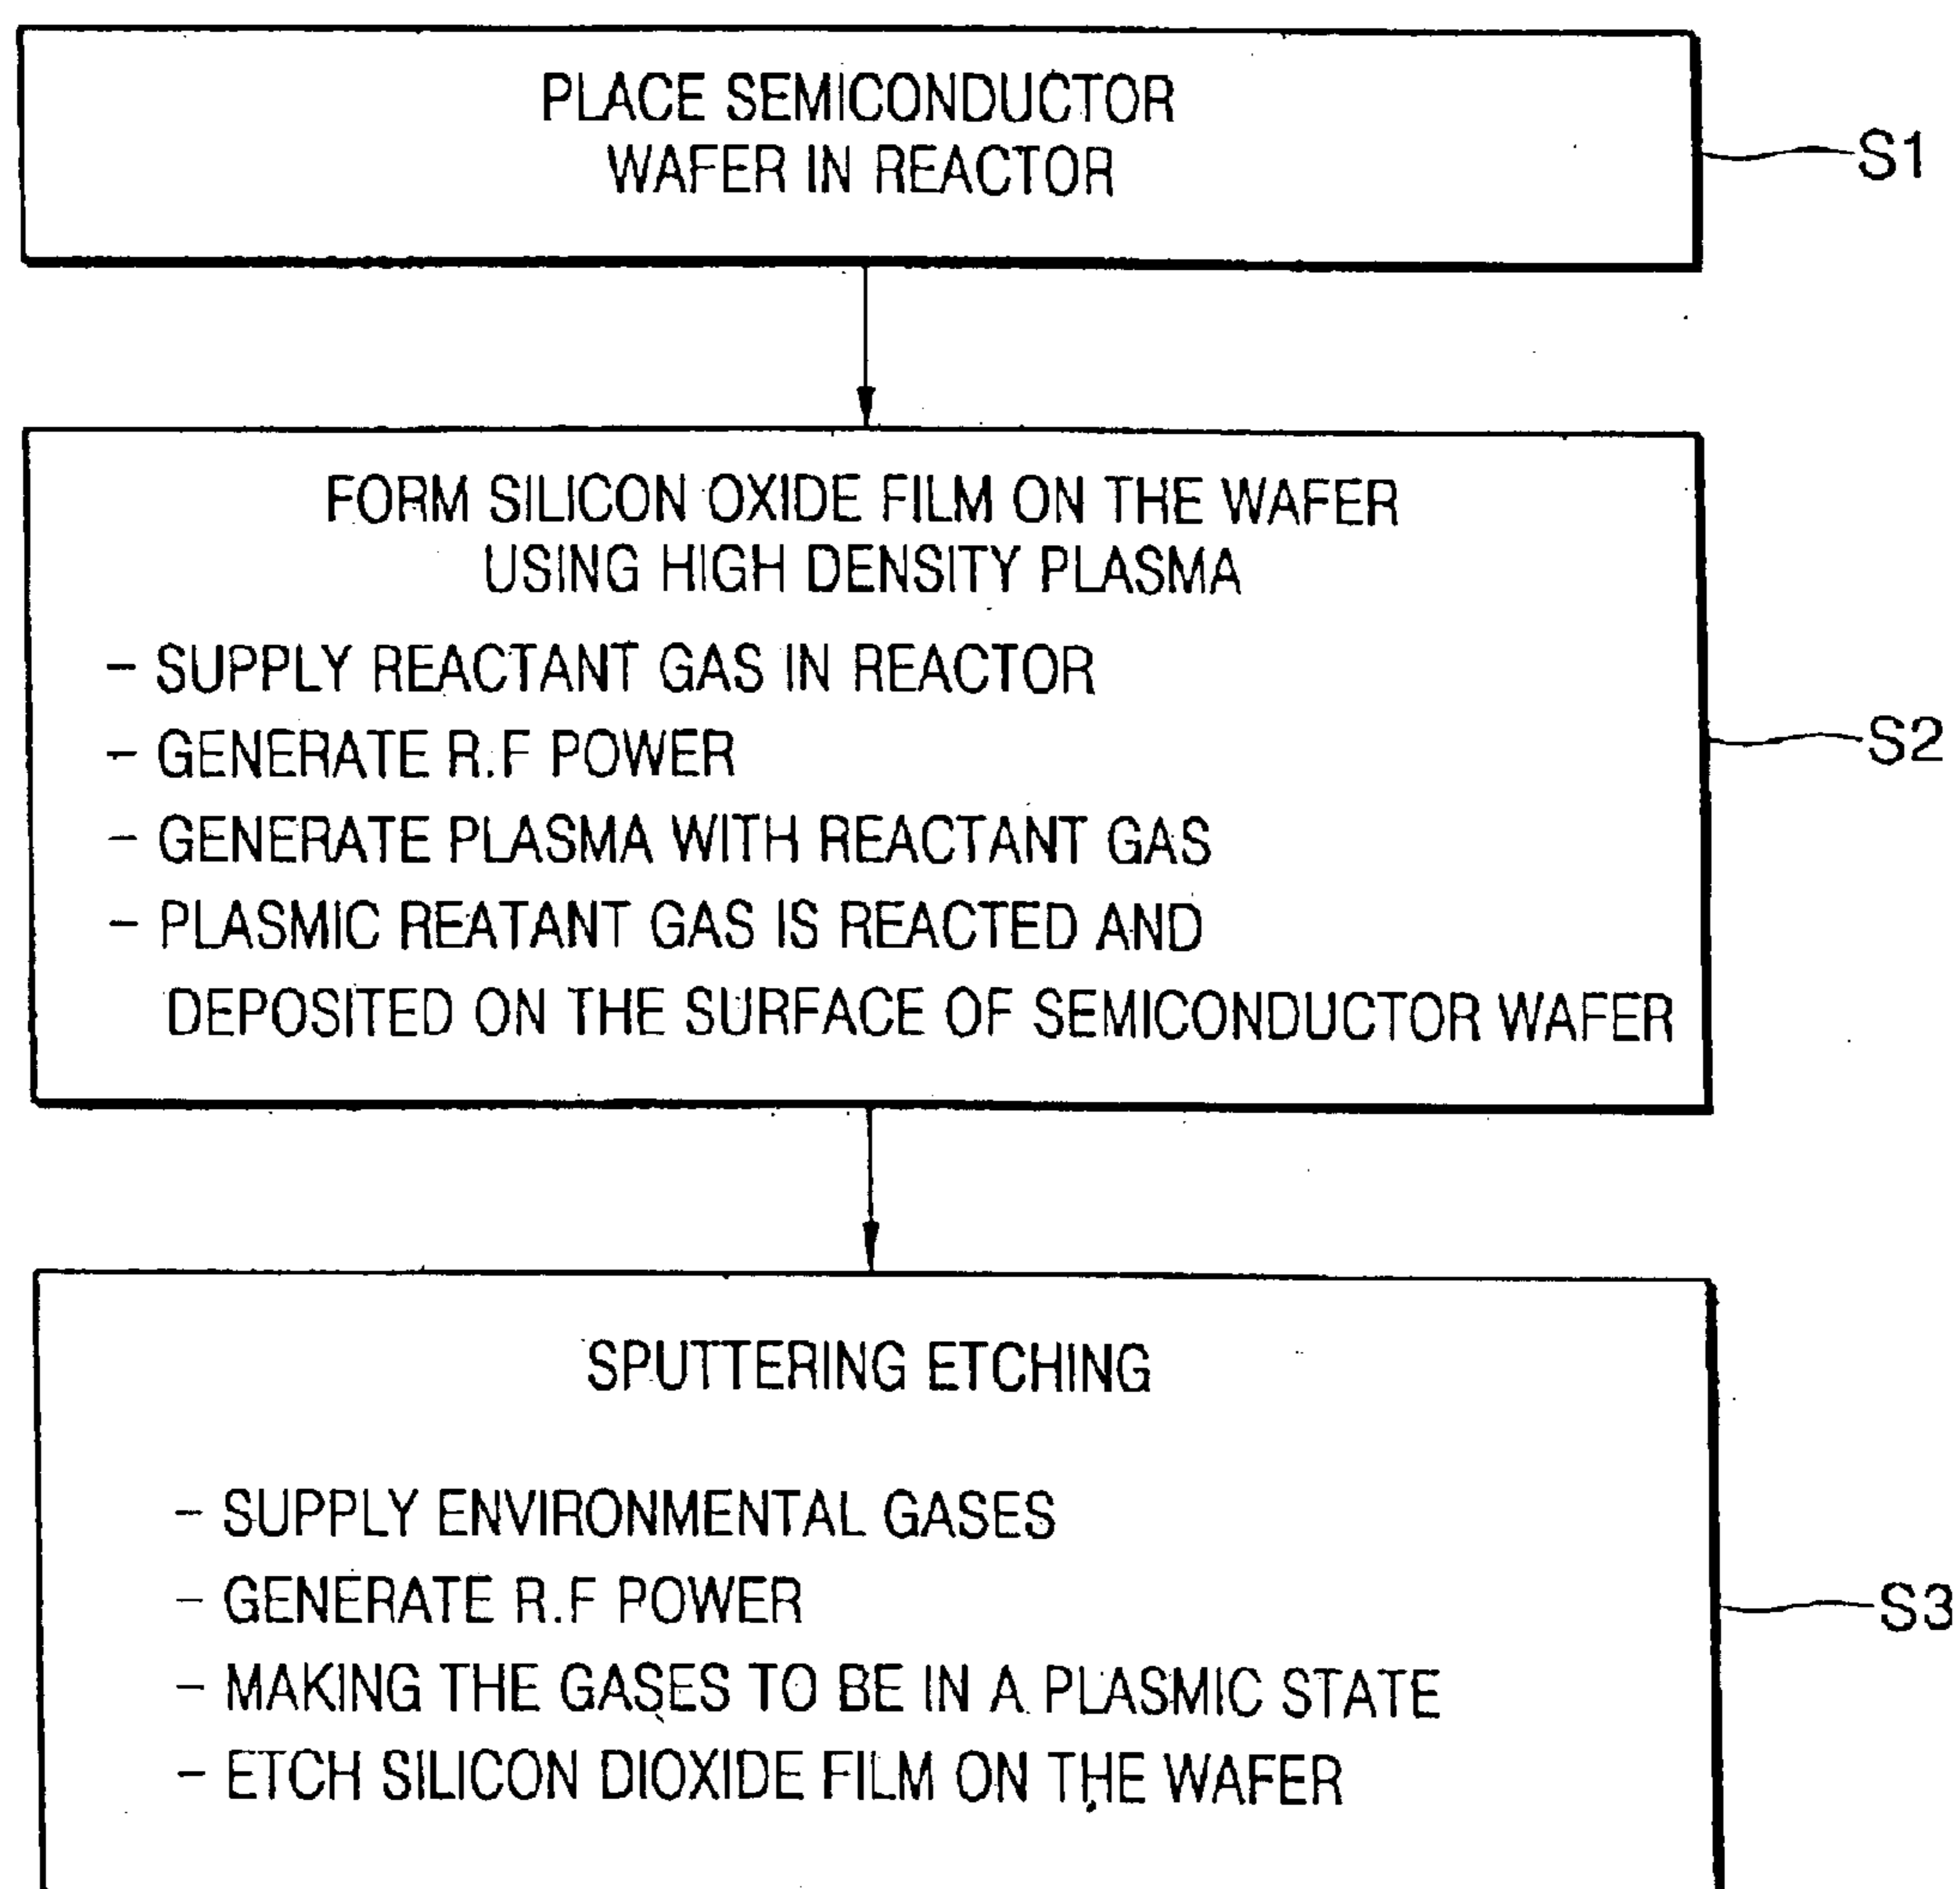 PLACE SEMICONDUCTOR
WAFER IN REACTOR
S1
FORM SILICON OXIDE FILM ON THE WAFER
USING HIGH DENSITY PLASMA
– SUPPLY REACTANT GAS IN REACTOR
– GENERATE R.F POWER
– GENERATE PLASMA WITH REACTANT GAS
– PLASMIC REATANT GAS IS REACTED AND
DEPOSITED ON THE SURFACE OF SEMICONDUCTOR WAFER
S2
SPUTTERING ETCHING
– SUPPLY ENVIRONMENTAL GASES
– GENERATE R.F POWER
– MAKING THE GASES TO BE IN A PLASMIC STATE
– ETCH SILICON DIOXIDE FILM ON THE WAFER
S3